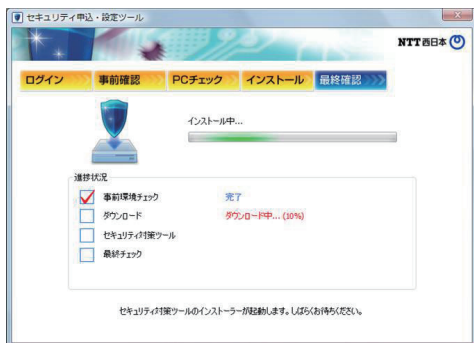 セキュリティ申込・設定ツール
NTT西日本
ログイン 事前確認 PCチェック インストール 最終確認
インストール中...
進捗状況
事前環境チェック 完了
ダウンロード ダウンロード中... (10%)
セキュリティ対策ツール
最終チェック
セキュリティ対策ツールのインストーラーが起動します。しばらくお待ちください。